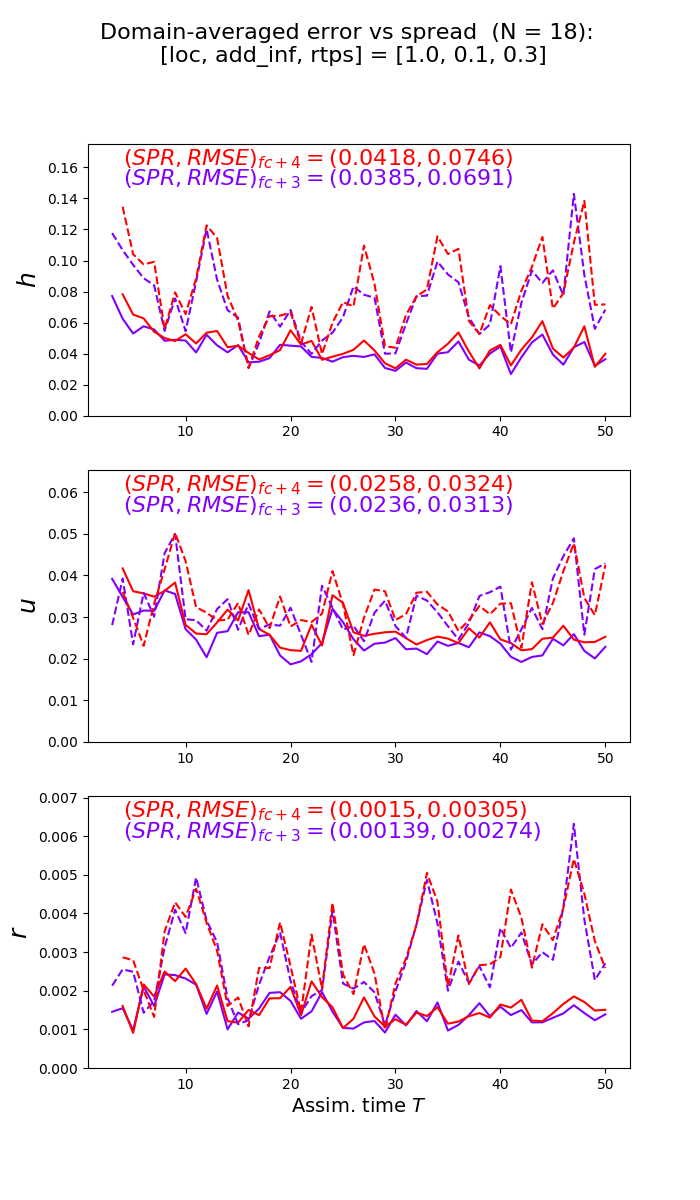 Domain-averaged error vs spread (N = 18):
[loc, add_inf, rtps] = [1.0, 0.1, 0.3]
(SPR, RMSE)fc+4 = (0.0418, 0.0746)
(SPR, RMSE)fc+3 = (0.0385, 0.0691)
h
0.16
0.14
0.12
0.10
0.08
0.06
0.04
0.02
0.00
10 20 30 40 50
(SPR, RMSE)fc+4 = (0.0258, 0.0324)
(SPR, RMSE)fc+3 = (0.0236, 0.0313)
u
0.06
0.05
0.04
0.03
0.02
0.01
0.00
10 20 30 40 50
(SPR, RMSE)fc+4 = (0.0015, 0.00305)
(SPR, RMSE)fc+3 = (0.00139, 0.00274)
r
0.007
0.006
0.005
0.004
0.003
0.002
0.001
0.000
10 20 30 40 50
Assim. time T